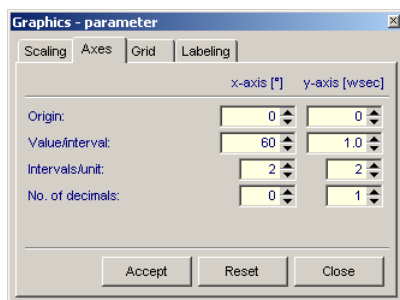 Graphics - parameter
Scaling Axes Grid Labeling
x-axis [°] y-axis [wsec]
Origin: 0 0
Value/interval: 60 1.0
Intervals/unit: 2 2
No. of decimals: 0 1
Accept Reset Close